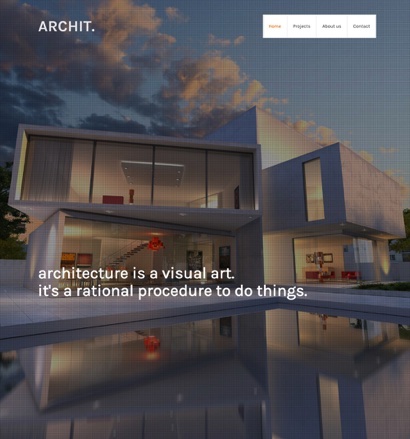 ARCHIT.
Home
Projects
About us
Contact
architecture is a visual art.
it's a rational procedure to do things.